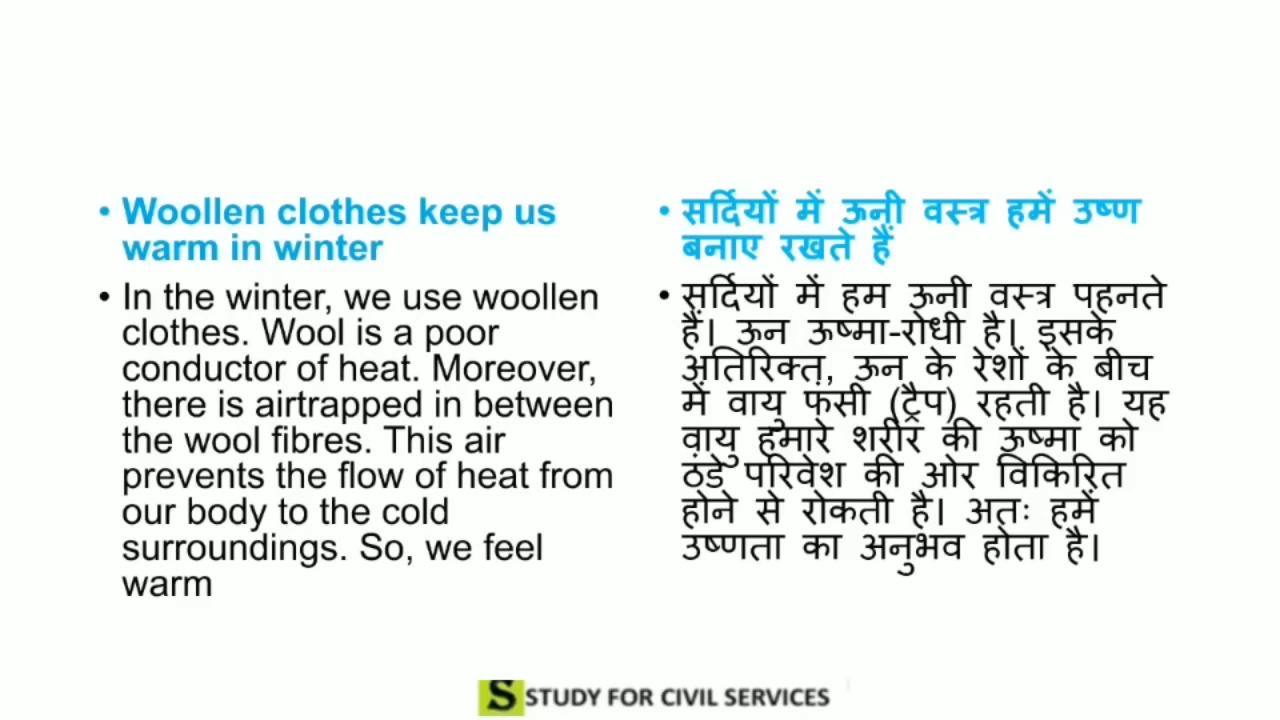 • Woollen clothes keep us
warm in winter
• In the winter, we use woollen
clothes. Wool is a poor
conductor of heat. Moreover,
there is airtrapped in between
the wool fibres. This air
prevents the flow of heat from
our body to the cold
surroundings. So, we feel
warm
• सर्दियों में ऊनी वस्त्र हमें उष्ण
बनाए रखते हैं
• सर्दियों में हम ऊनी वस्त्र पहनते
हैं। ऊन ऊष्मा-रोधी है। इसके
अतिरिक्त, ऊन के रेशों के बीच
में वायु फंसी (ट्रैप) रहती है। यह
वायु हमारे शरीर की ऊष्मा को
ठंडे परिवेश की ओर विकिरित
होने से रोकती है। अतः हमें
उष्णता का अनुभव होता है।
S STUDY FOR CIVIL SERVICES